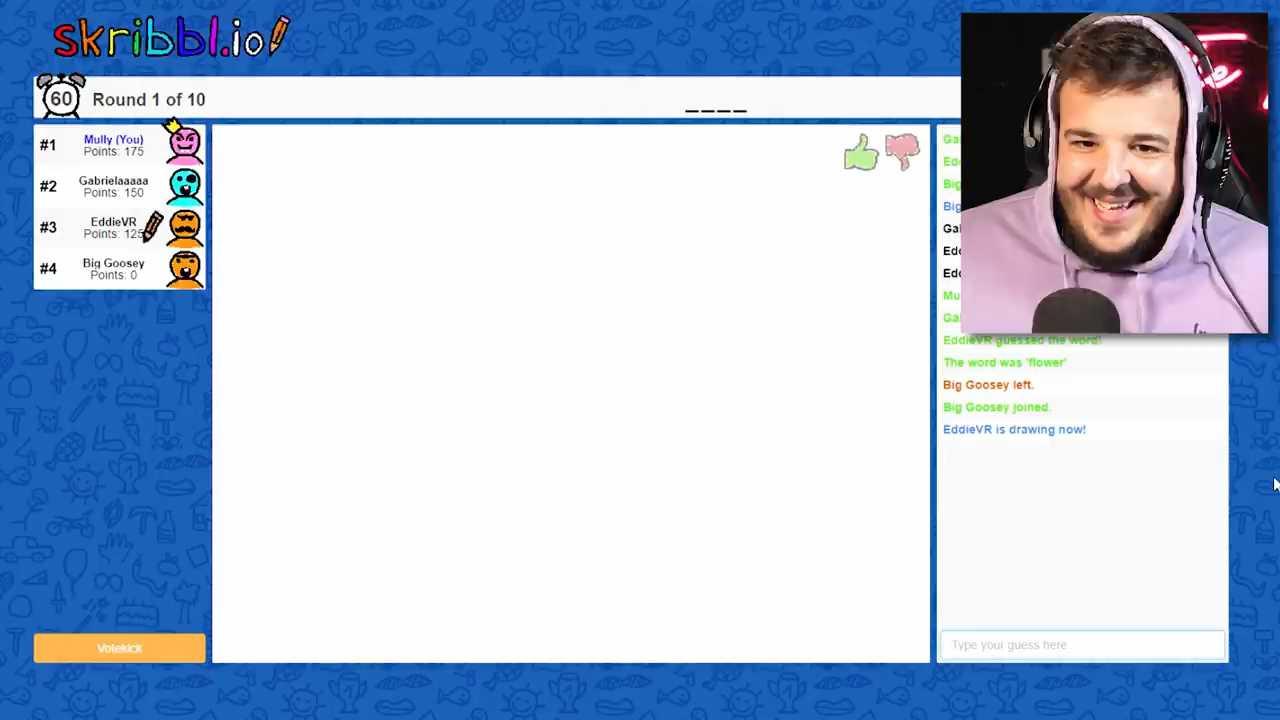 skribbl.io
60
Round 1 of 10
_ _ _ _
#1 Mully (You)
Points: 175
#2 Gabrielaaaaa
Points: 150
#3 EddieVR
Points: 125
#4 Big Goosey
Points: 0
EddieVR guessed the word!
The word was 'flower'
Big Goosey left.
Big Goosey joined.
EddieVR is drawing now!
Type your guess here...
Votekick